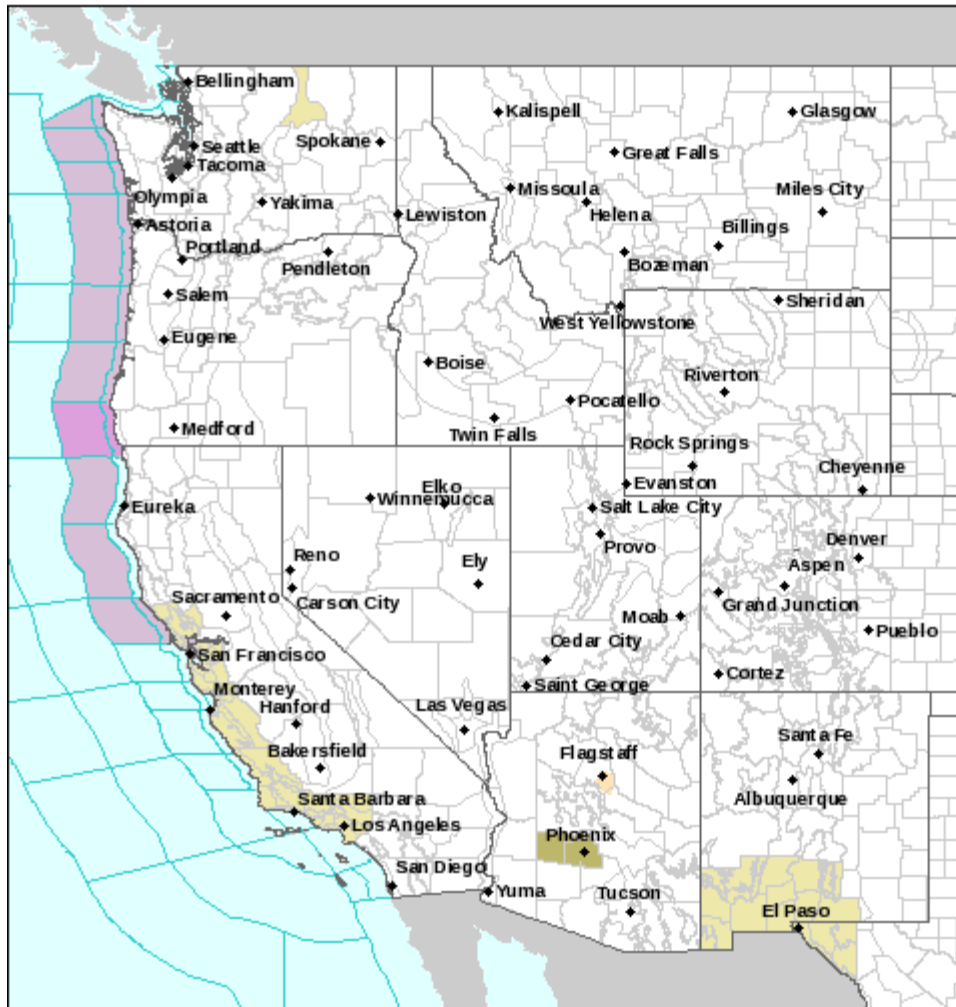 Bellingham
Kalispell
Glasgow
Seattle
Spokane
Great Falls
Tacoma
Olympia
Missoula
Miles City
Yakima
Lewiston
Helena
Astoria
Billings
Portland
Pendleton
Bozeman
Salem
Sheridan
West Yellowstone
Eugene
Boise
Riverton
Pocatello
Medford
Twin Falls
Rock Springs
Cheyenne
Elko
Evanston
Winnemucca
Eureka
Salt Lake City
Provo
Denver
Reno
Ely
Aspen
Sacramento
Carson City
Grand Junction
Moab
Pueblo
Cedar City
San Francisco
Cortez
Saint George
Monterey
Hanford
Las Vegas
Santa Fe
Bakersfield
Flagstaff
Albuquerque
Santa Barbara
Los Angeles
Phoenix
San Diego
Yuma
Tucson
El Paso